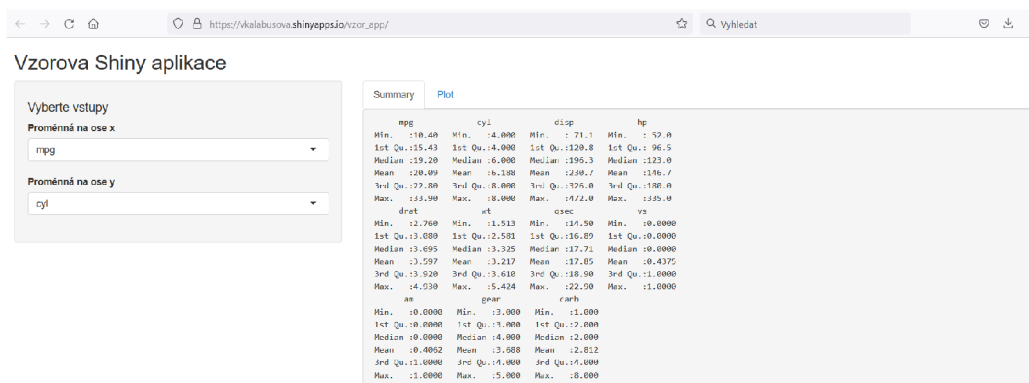 https://vkalabusova.shinyapps.io/vzor_app/
Vyhledat
Vzorova Shiny aplikace
Vyberte vstupy
Proměnná na ose x
mpg
Proměnná na ose y
cyl
Summary Plot
mpg cyl disp hp
Min. :10.40 Min. :4.000 Min. : 71.1 Min. : 52.0
1st Qu.:15.43 1st Qu.:4.000 1st Qu.:120.8 1st Qu.: 96.5
Median :19.20 Median :6.000 Median :196.3 Median :123.0
Mean :20.09 Mean :6.188 Mean :230.7 Mean :146.7
3rd Qu.:22.80 3rd Qu.:8.000 3rd Qu.:326.0 3rd Qu.:180.0
Max. :33.90 Max. :8.000 Max. :472.0 Max. :335.0
drat wt qsec vs
Min. :2.760 Min. :1.513 Min. :14.50 Min. :0.0000
1st Qu.:3.080 1st Qu.:2.581 1st Qu.:16.89 1st Qu.:0.0000
Median :3.695 Median :3.325 Median :17.71 Median :0.0000
Mean :3.597 Mean :3.217 Mean :17.85 Mean :0.4375
3rd Qu.:3.920 3rd Qu.:3.610 3rd Qu.:18.90 3rd Qu.:1.0000
Max. :4.930 Max. :5.424 Max. :22.90 Max. :1.0000
am gear carb
Min. :0.0000 Min. :3.000 Min. :1.000
1st Qu.:0.0000 1st Qu.:3.000 1st Qu.:2.000
Median :0.0000 Median :4.000 Median :2.000
Mean :0.4062 Mean :3.688 Mean :2.812
3rd Qu.:1.0000 3rd Qu.:4.000 3rd Qu.:4.000
Max. :1.0000 Max. :5.000 Max. :8.000